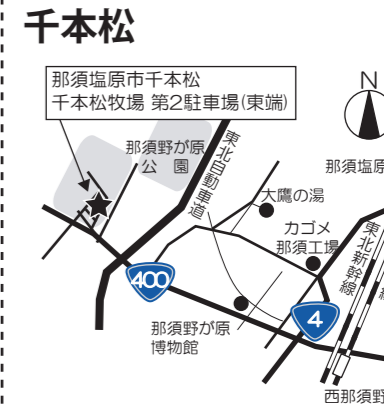 千本松
那須塩原市千本松
千本松牧場 第2駐車場(東端)
N
那須野が原
公 園
東北自動車道
那須塩原
大鷹の湯
カゴメ
那須工場
東北新幹線
400
4
那須野が原
博物館
西那須野